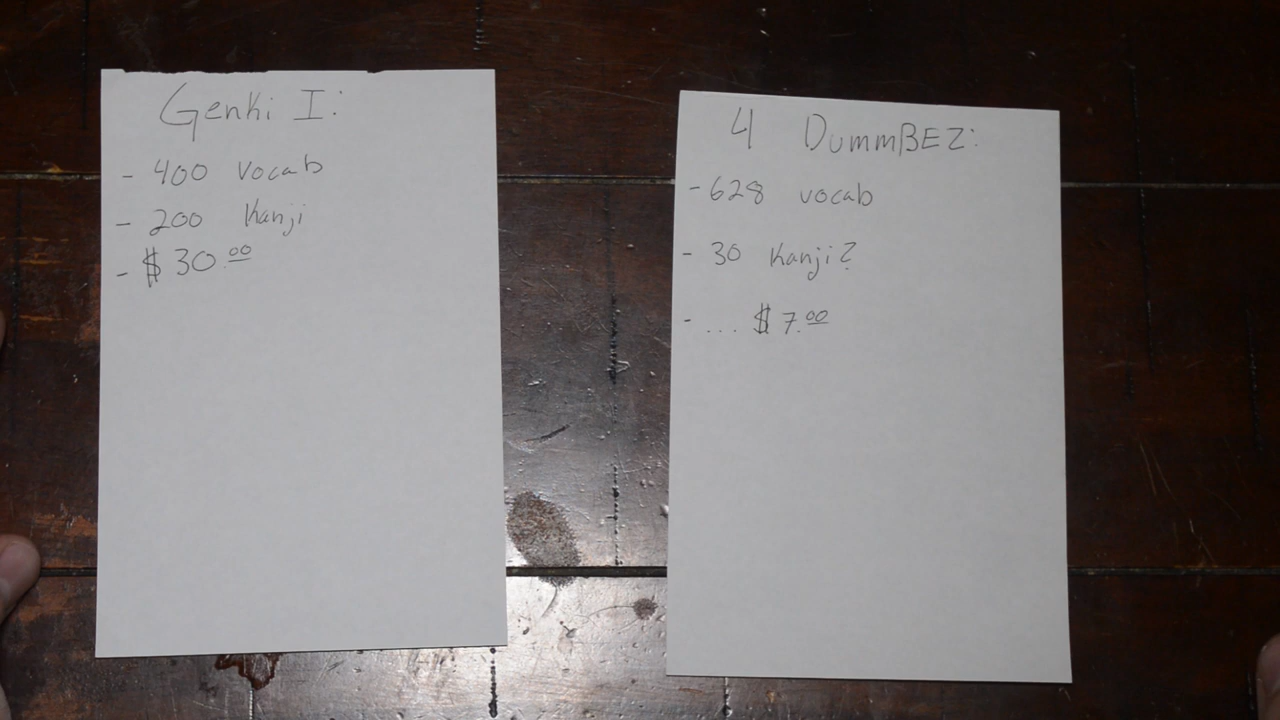 Genki I:
- 400 vocab
- 200 Kanji
- $30.00
4 DummBEZ:
- 628 vocab
- 30 Kanji?
- ... $7.00